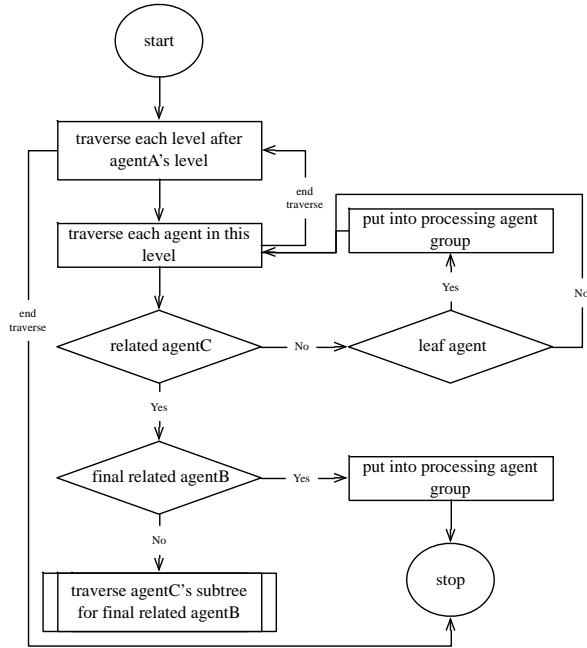 start
traverse each level after
agentA's level
end
traverse
traverse each agent in this
level
put into processing agent
group
end
traverse
Yes
No
related agentC
No
leaf agent
Yes
final related agentB
Yes
put into processing agent
group
No
traverse agentC's subtree
for final related agentB
stop